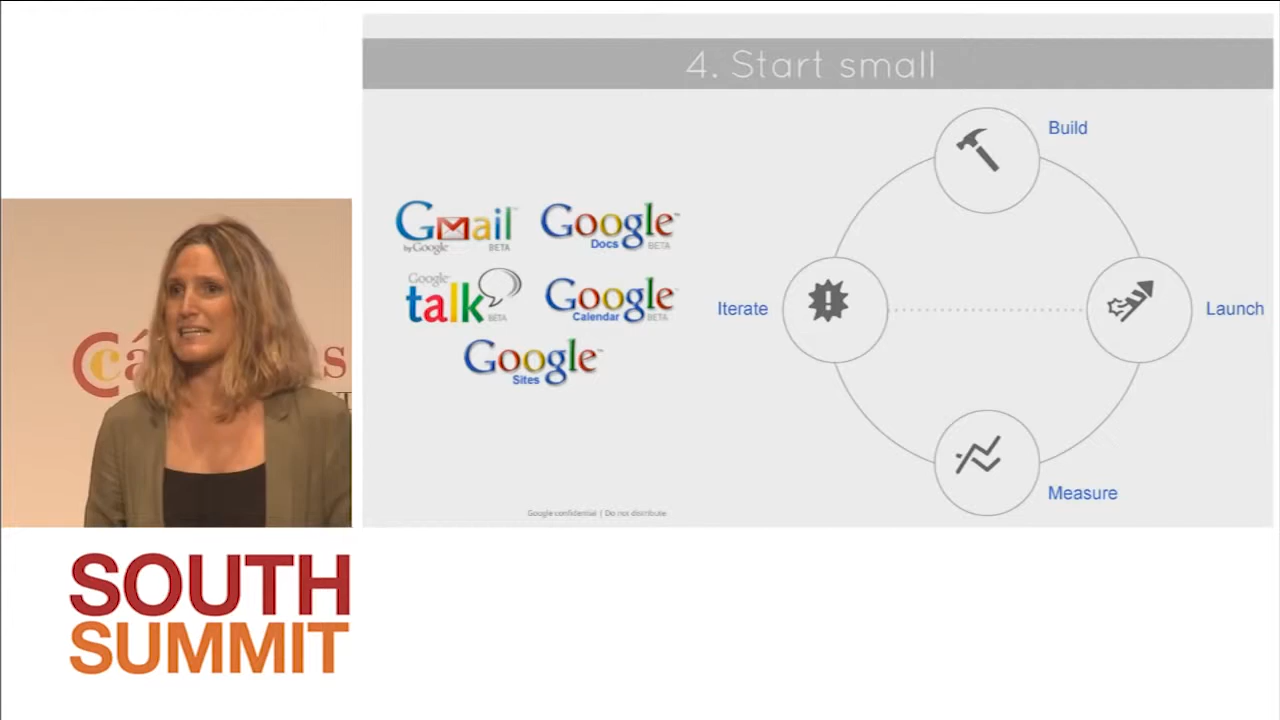 4. Start small
Build
Gmail
by Google BETA
Google
Docs BETA
Google
talk
BETA
Google
Calendar BETA
Google
Sites
Iterate
Launch
Measure
Google confidential | Do not distribute
SOUTH
SUMMIT